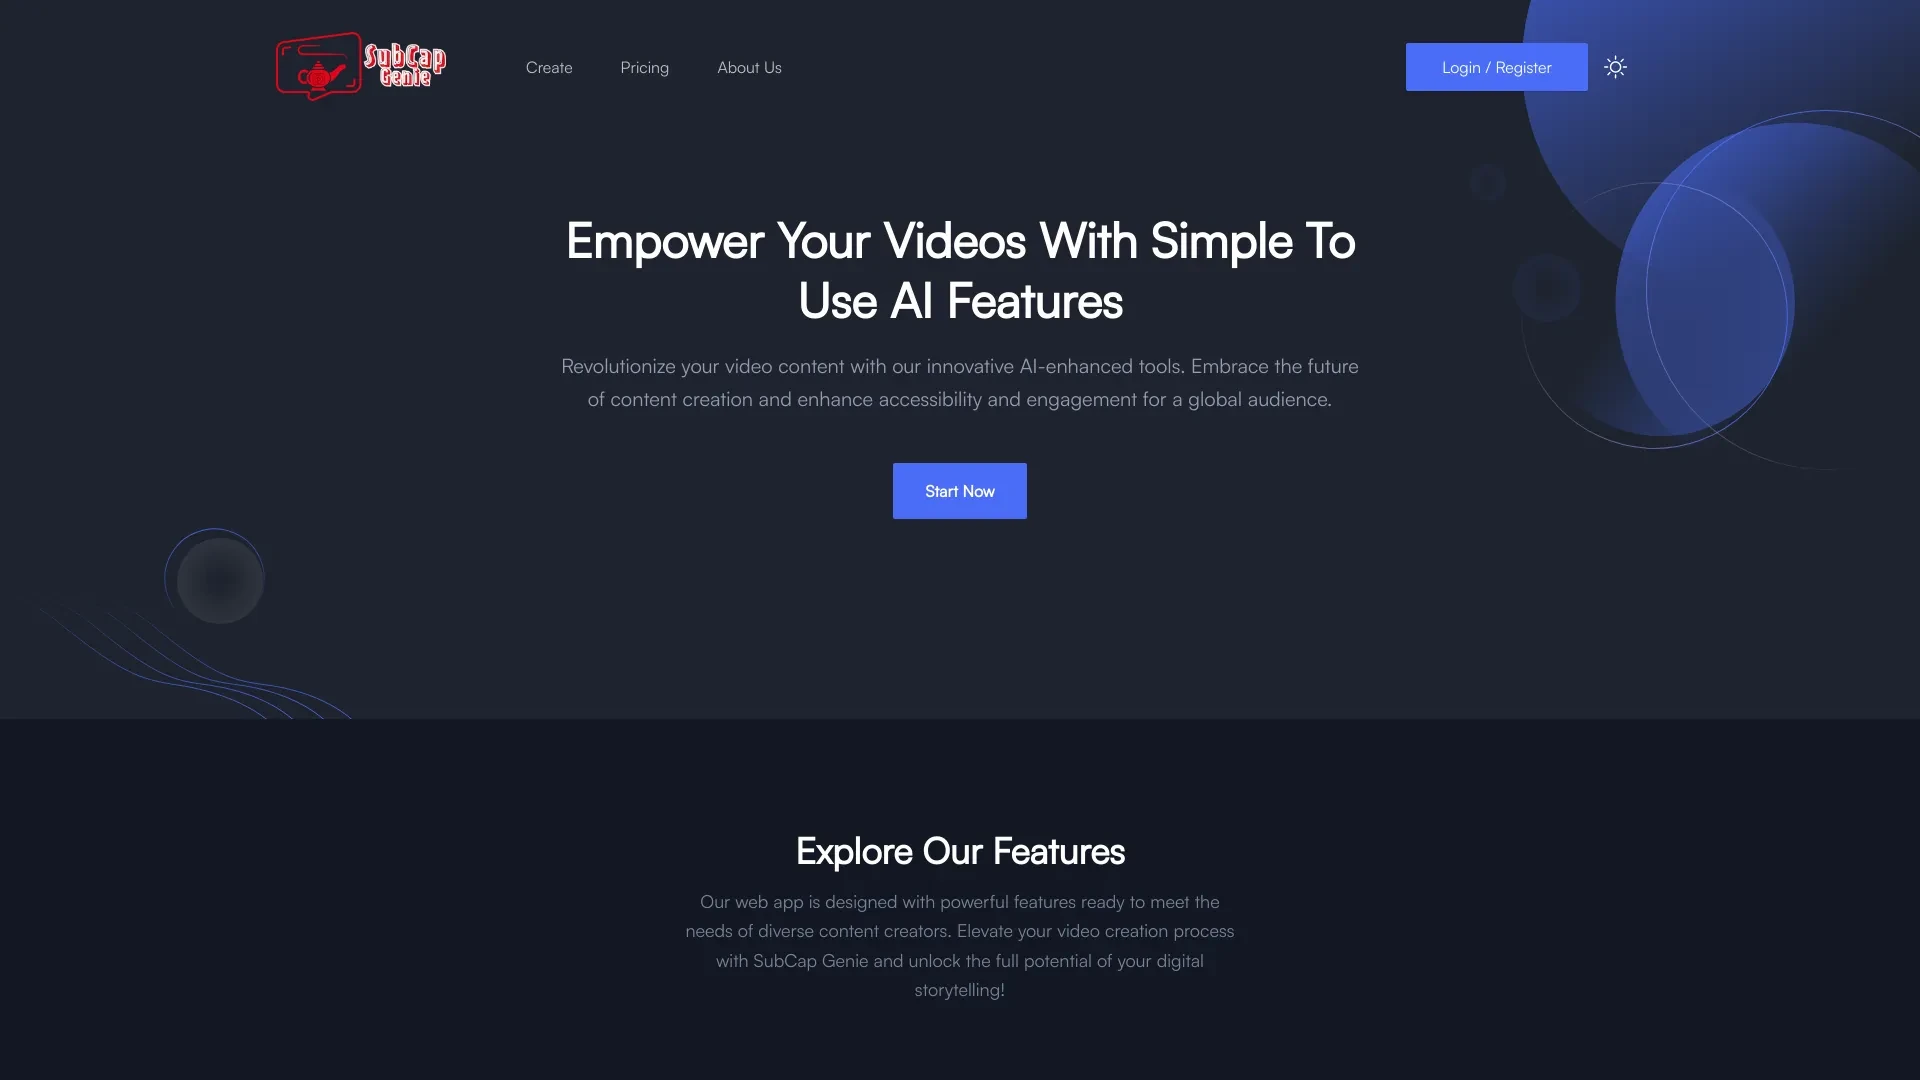 SubCap
Genie
Create
Pricing
About Us
Login / Register
Empower Your Videos With Simple To
Use AI Features
Revolutionize your video content with our innovative AI-enhanced tools. Embrace the future
of content creation and enhance accessibility and engagement for a global audience.
Start Now
Explore Our Features
Our web app is designed with powerful features ready to meet the
needs of diverse content creators. Elevate your video creation process
with SubCap Genie and unlock the full potential of your digital
storytelling!